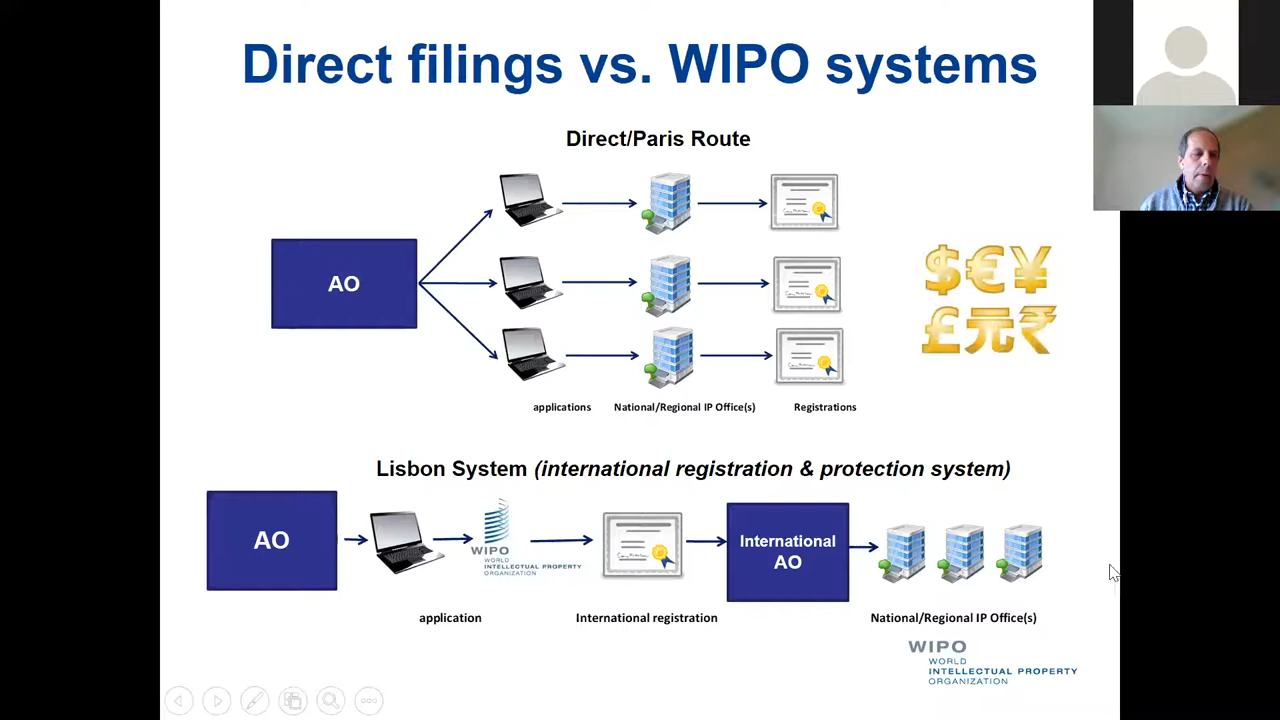 Direct filings vs. WIPO systems
Direct/Paris Route
AO
$€¥
£元₹
applications National/Regional IP Office(s) Registrations
Lisbon System (international registration & protection system)
AO
WIPO
WORLD
INTELLECTUAL PROPERTY
ORGANIZATION
International
AO
application International registration National/Regional IP Office(s)
WIPO
WORLD
INTELLECTUAL PROPERTY
ORGANIZATION